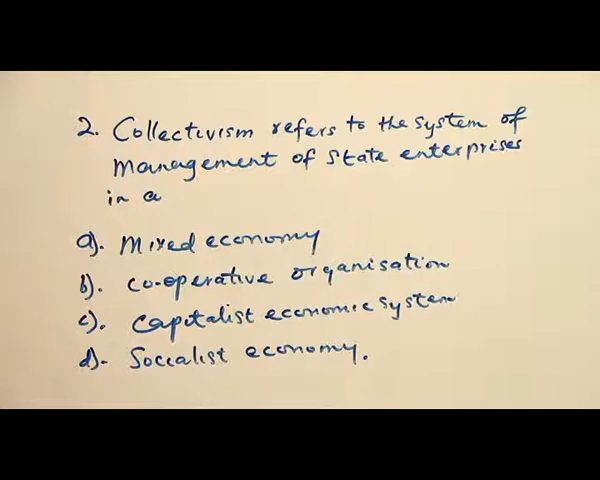 2. Collectivism refers to the system of
Management of State enterprises
in a
a). Mixed economy
b). Co-operative organisation
c). Capitalist economic system
d). Socialist economy.